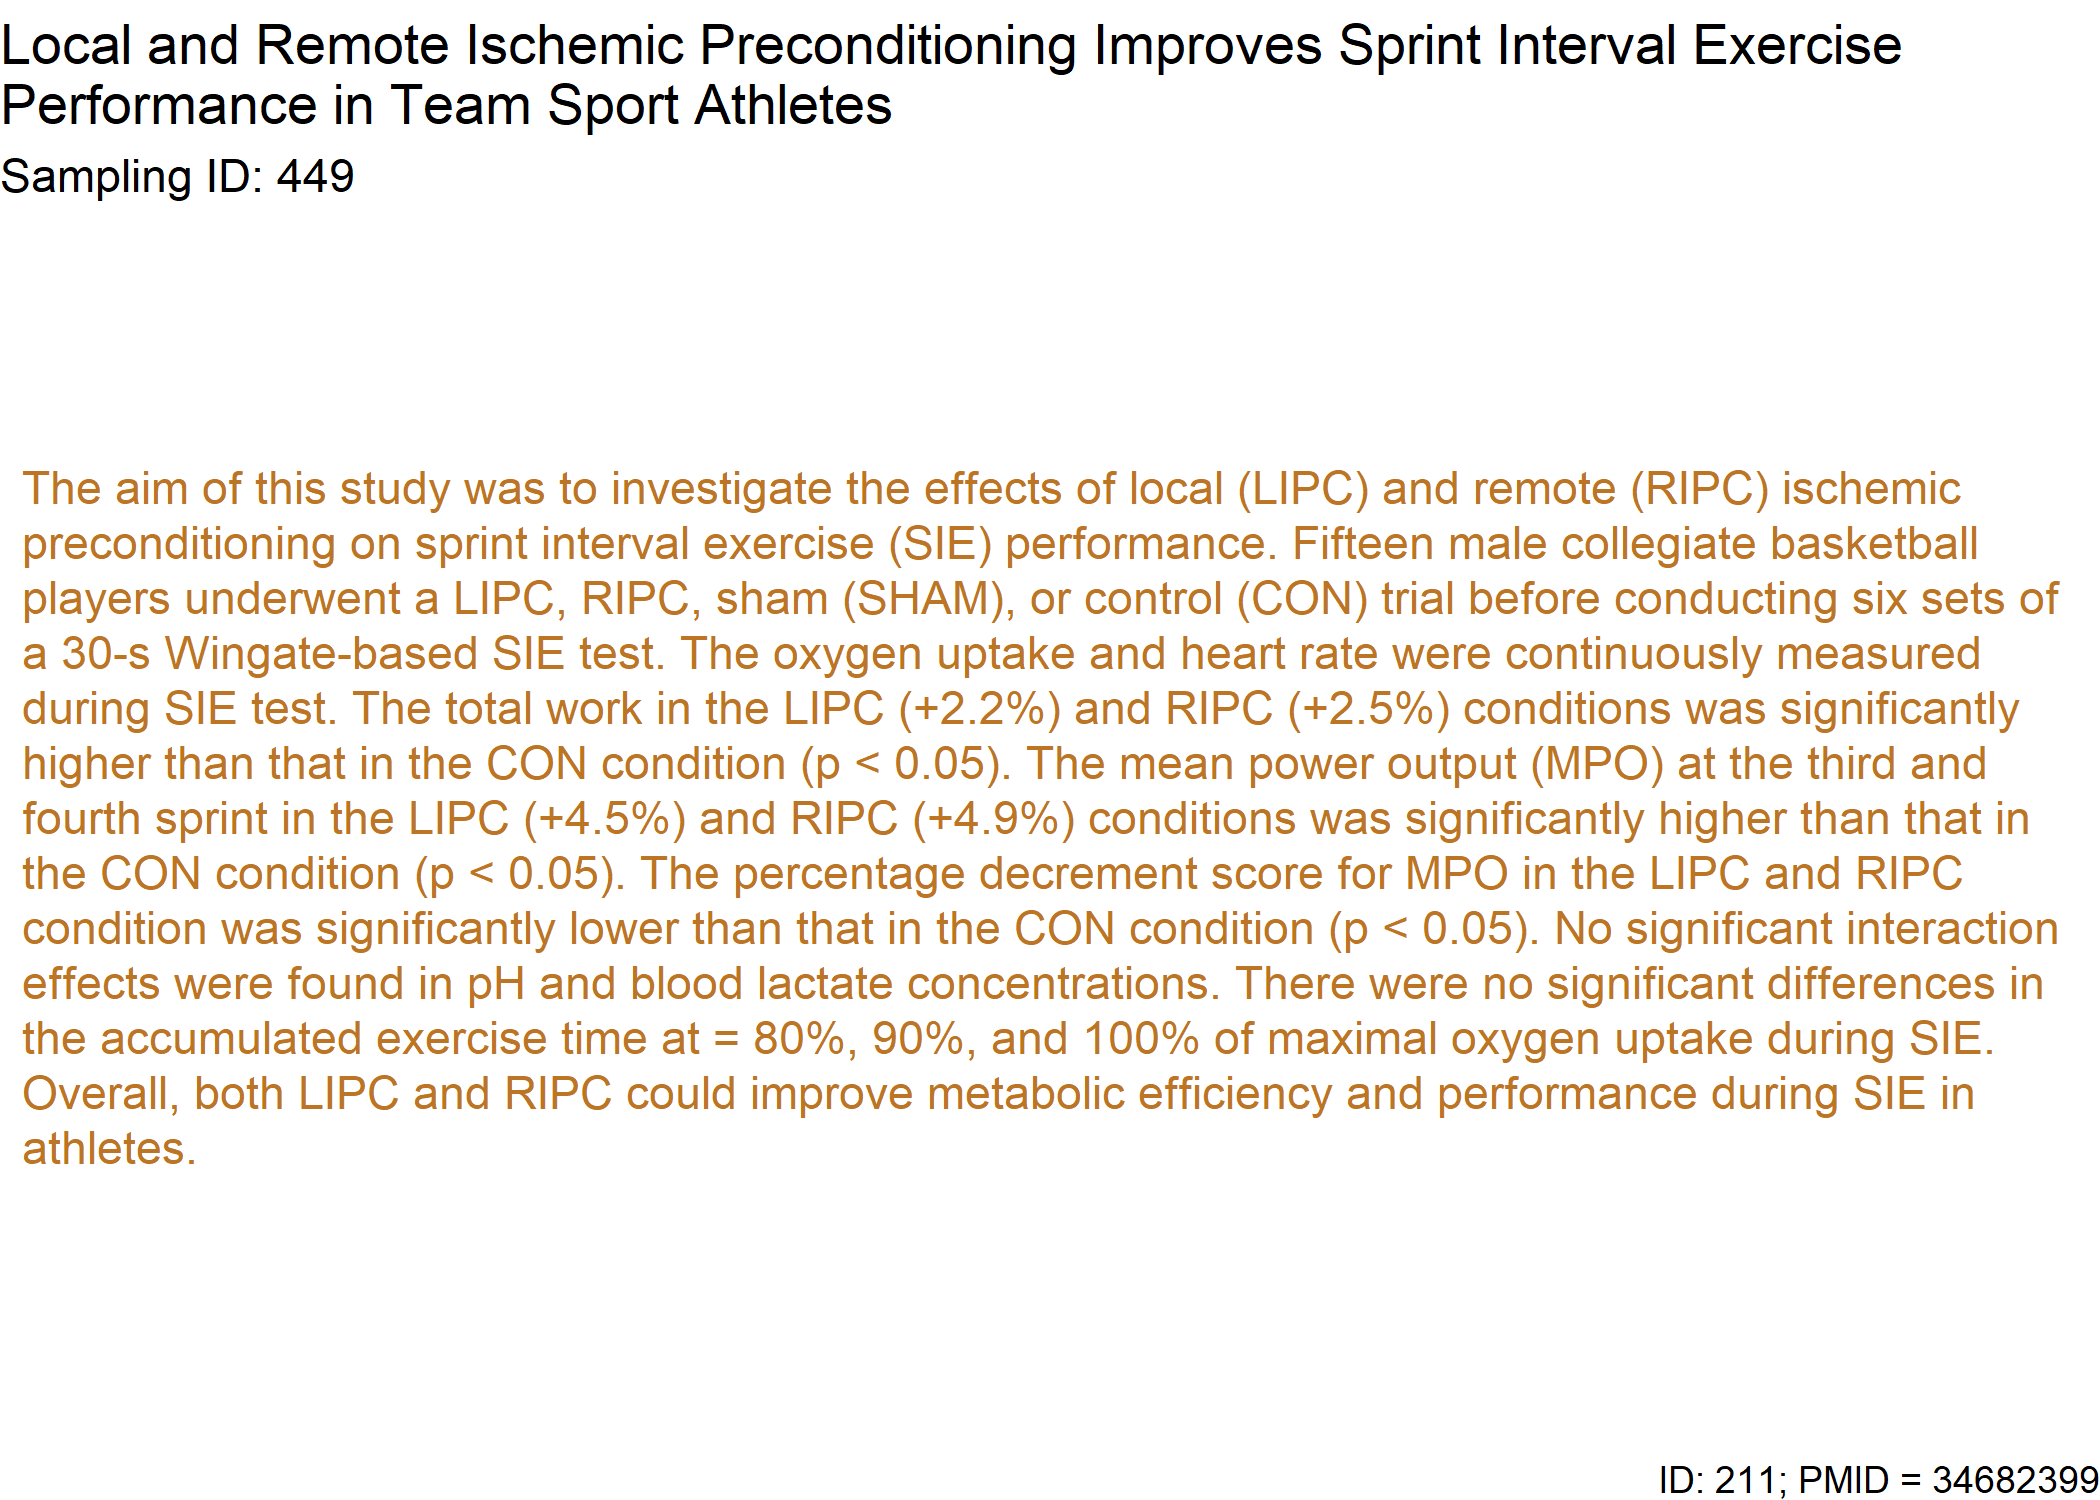 Local and Remote Ischemic Preconditioning Improves Sprint Interval Exercise
Performance in Team Sport Athletes
Sampling ID: 449
The aim of this study was to investigate the effects of local (LIPC) and remote (RIPC) ischemic
preconditioning on sprint interval exercise (SIE) performance. Fifteen male collegiate basketball
players underwent a LIPC, RIPC, sham (SHAM), or control (CON) trial before conducting six sets of
a 30-s Wingate-based SIE test. The oxygen uptake and heart rate were continuously measured
during SIE test. The total work in the LIPC (+2.2%) and RIPC (+2.5%) conditions was significantly
higher than that in the CON condition (p < 0.05). The mean power output (MPO) at the third and
fourth sprint in the LIPC (+4.5%) and RIPC (+4.9%) conditions was significantly higher than that in
the CON condition (p < 0.05). The percentage decrement score for MPO in the LIPC and RIPC
condition was significantly lower than that in the CON condition (p < 0.05). No significant interaction
effects were found in pH and blood lactate concentrations. There were no significant differences in
the accumulated exercise time at = 80%, 90%, and 100% of maximal oxygen uptake during SIE.
Overall, both LIPC and RIPC could improve metabolic efficiency and performance during SIE in
athletes.
ID: 211; PMID = 34682399